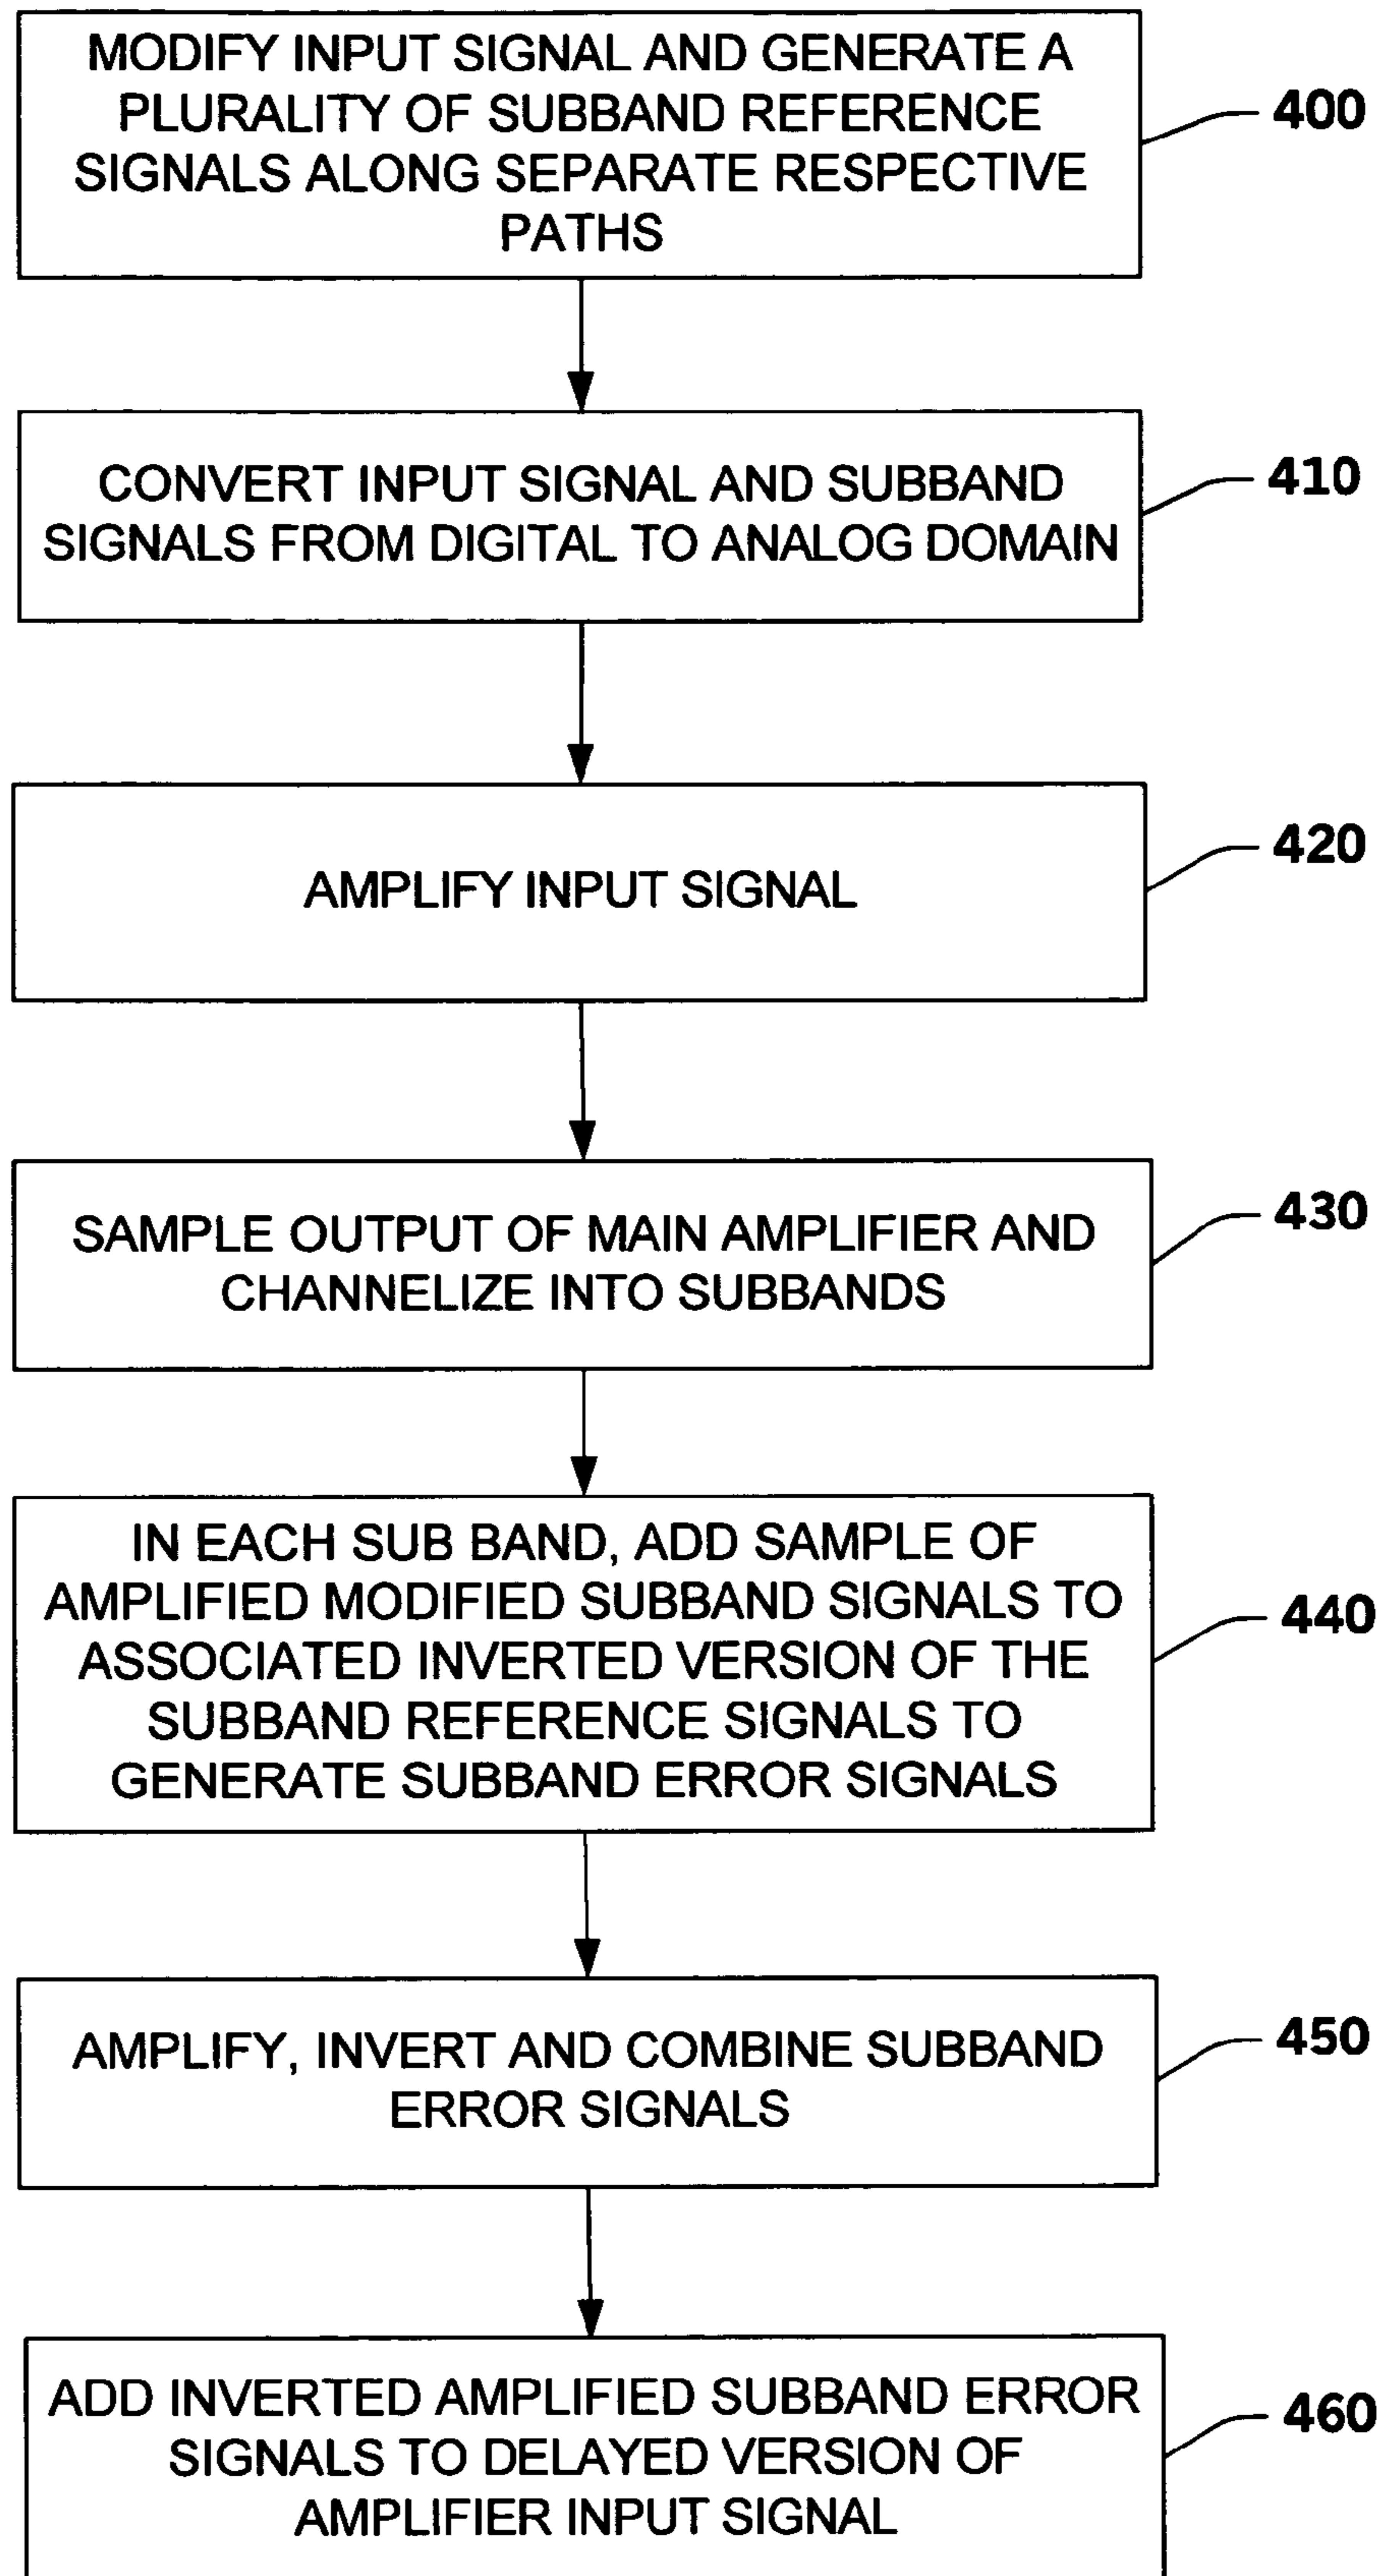 MODIFY INPUT SIGNAL AND GENERATE A
PLURALITY OF SUBBAND REFERENCE
SIGNALS ALONG SEPARATE RESPECTIVE
PATHS
400
CONVERT INPUT SIGNAL AND SUBBAND
SIGNALS FROM DIGITAL TO ANALOG DOMAIN
410
AMPLIFY INPUT SIGNAL
420
SAMPLE OUTPUT OF MAIN AMPLIFIER AND
CHANNELIZE INTO SUBBANDS
430
IN EACH SUB BAND, ADD SAMPLE OF
AMPLIFIED MODIFIED SUBBAND SIGNALS TO
ASSOCIATED INVERTED VERSION OF THE
SUBBAND REFERENCE SIGNALS TO
GENERATE SUBBAND ERROR SIGNALS
440
AMPLIFY, INVERT AND COMBINE SUBBAND
ERROR SIGNALS
450
ADD INVERTED AMPLIFIED SUBBAND ERROR
SIGNALS TO DELAYED VERSION OF
AMPLIFIER INPUT SIGNAL
460